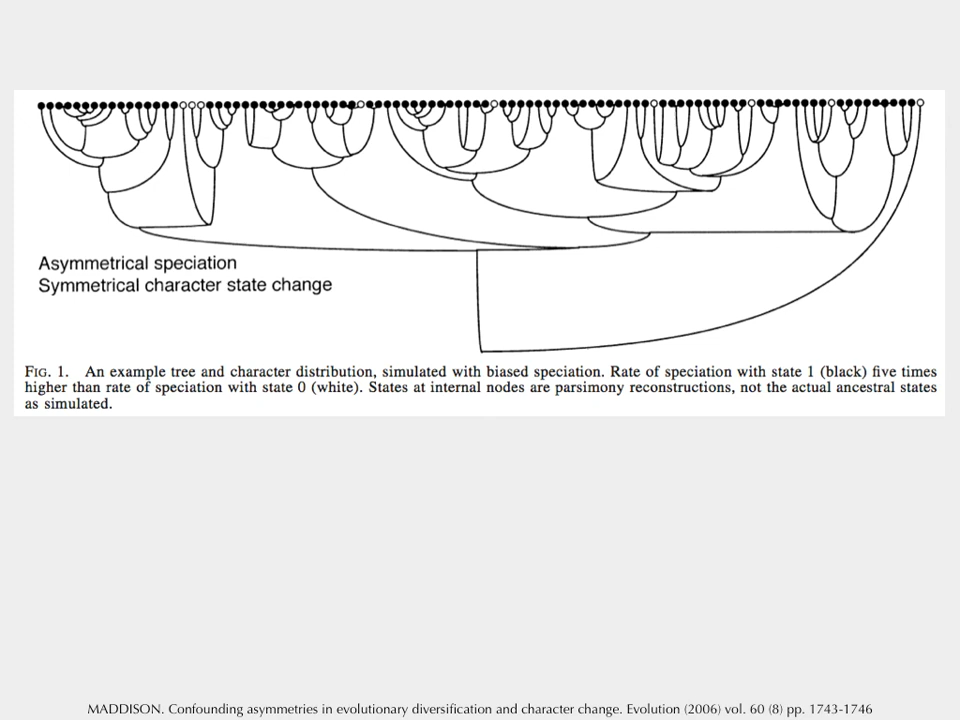 Asymmetrical speciation
Symmetrical character state change
FIG. 1. An example tree and character distribution, simulated with biased speciation. Rate of speciation with state 1 (black) five times
higher than rate of speciation with state 0 (white). States at internal nodes are parsimony reconstructions, not the actual ancestral states
as simulated.
MADDISON. Confounding asymmetries in evolutionary diversification and character change. Evolution (2006) vol. 60 (8) pp. 1743-1746